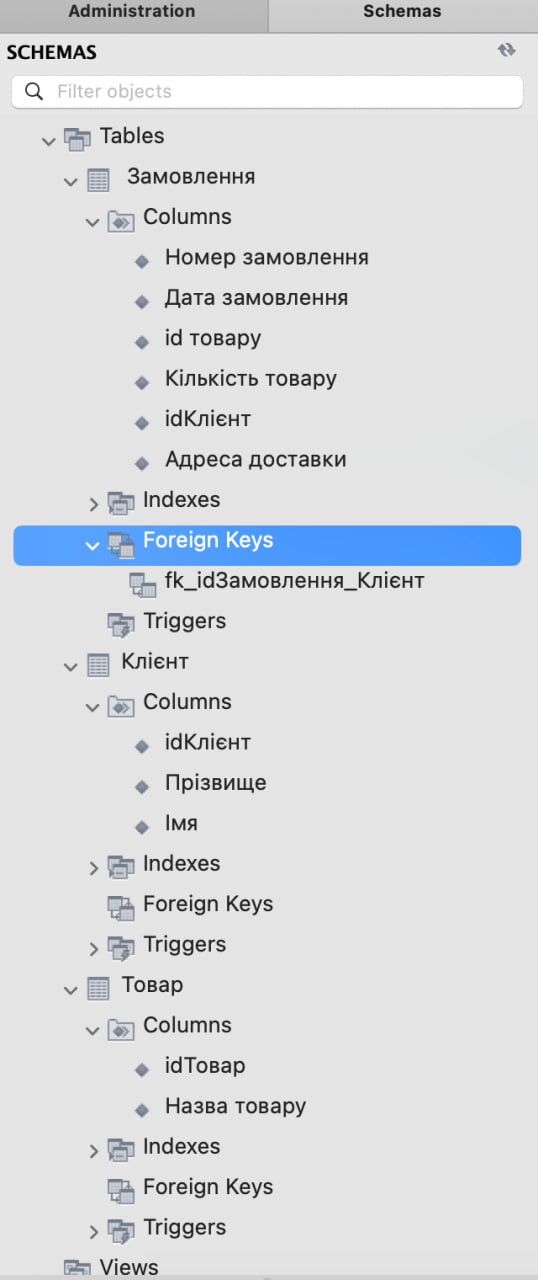 Administration Schemas
SCHEMAS
Filter objects
Tables
Замовлення
Columns
Номер замовлення
Дата замовлення
id товару
Кількість товару
idКлієнт
Адреса доставки
Indexes
Foreign Keys
fk_idЗамовлення_Клієнт
Triggers
Клієнт
Columns
idКлієнт
Прізвище
Імя
Indexes
Foreign Keys
Triggers
Товар
Columns
idТовар
Назва товару
Indexes
Foreign Keys
Triggers
Views